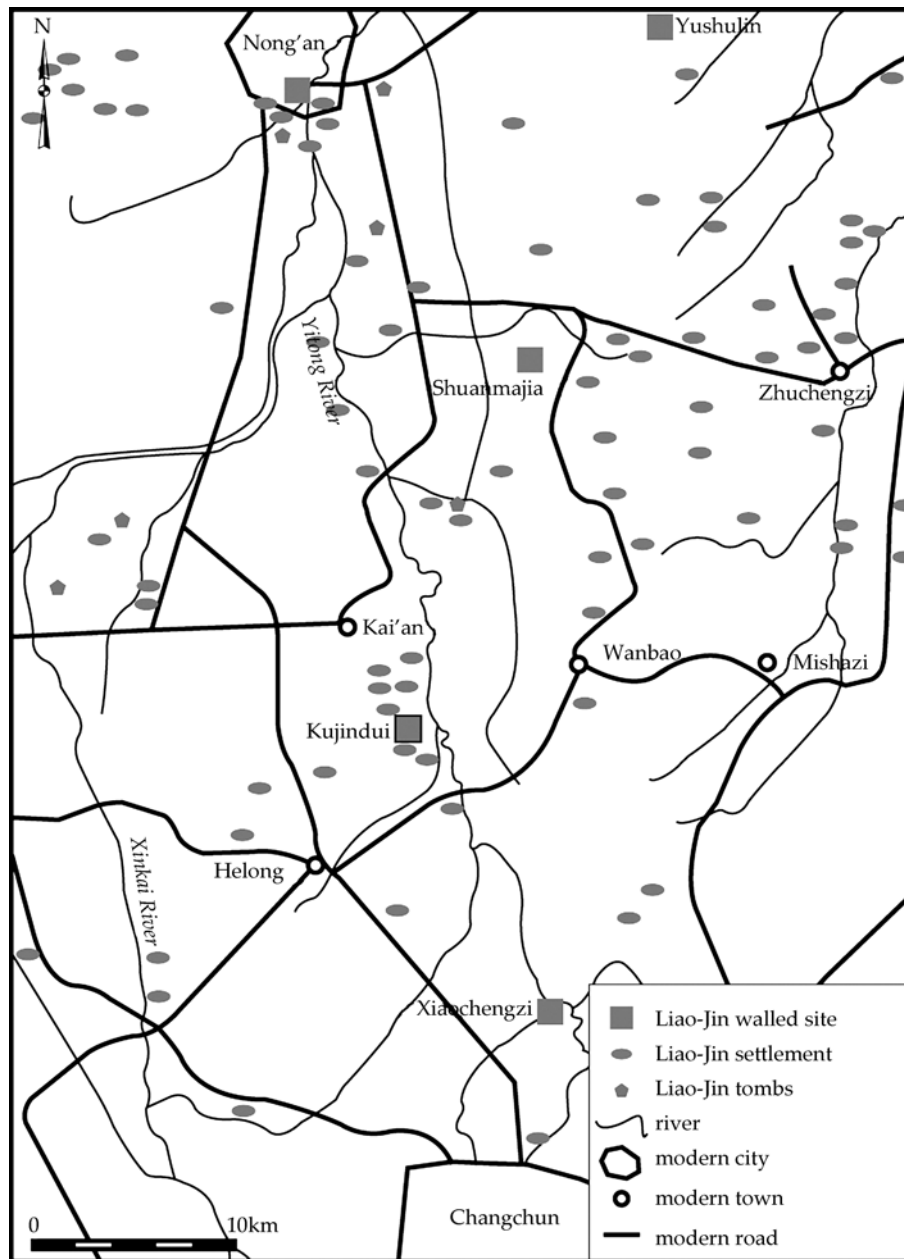 N
Nong'an
Yushulin
Yitong River
Shuanmajia
Zhuchengzi
Kai'an
Wanbao
Mishazi
Kujindui
Helong
Xinkai River
Xiaochengzi
Liao-Jin walled site
Liao-Jin settlement
Liao-Jin tombs
river
modern city
modern town
modern road
Changchun
0 10km